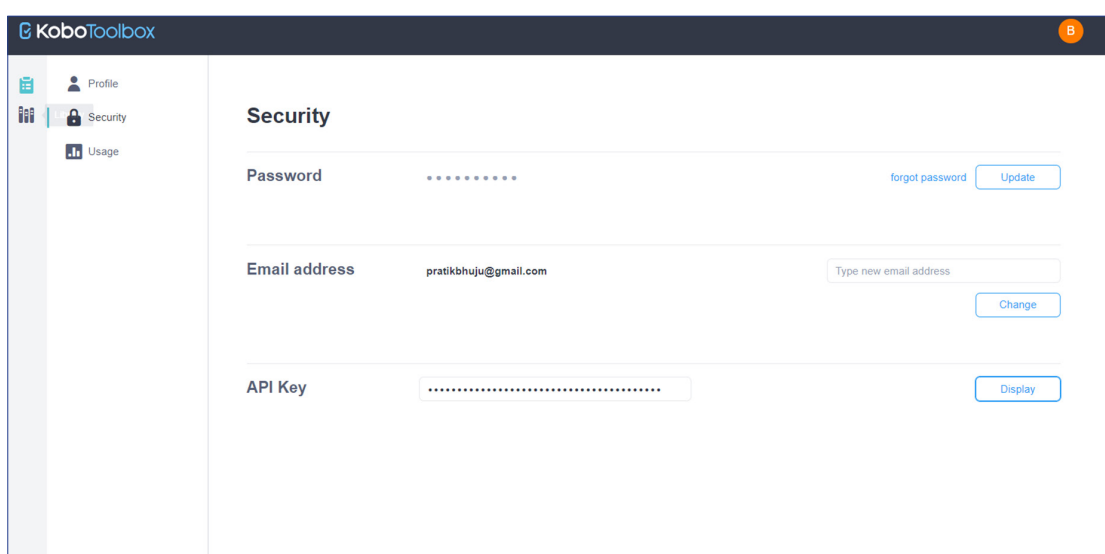 KoboToolbox
B
Profile
Security
Usage
Security
Password
••••••••••
forgot password
Update
Email address
pratikbhuju@gmail.com
Type new email address
Change
API Key
••••••••••••••••••••••••••••••••••••••••
Display